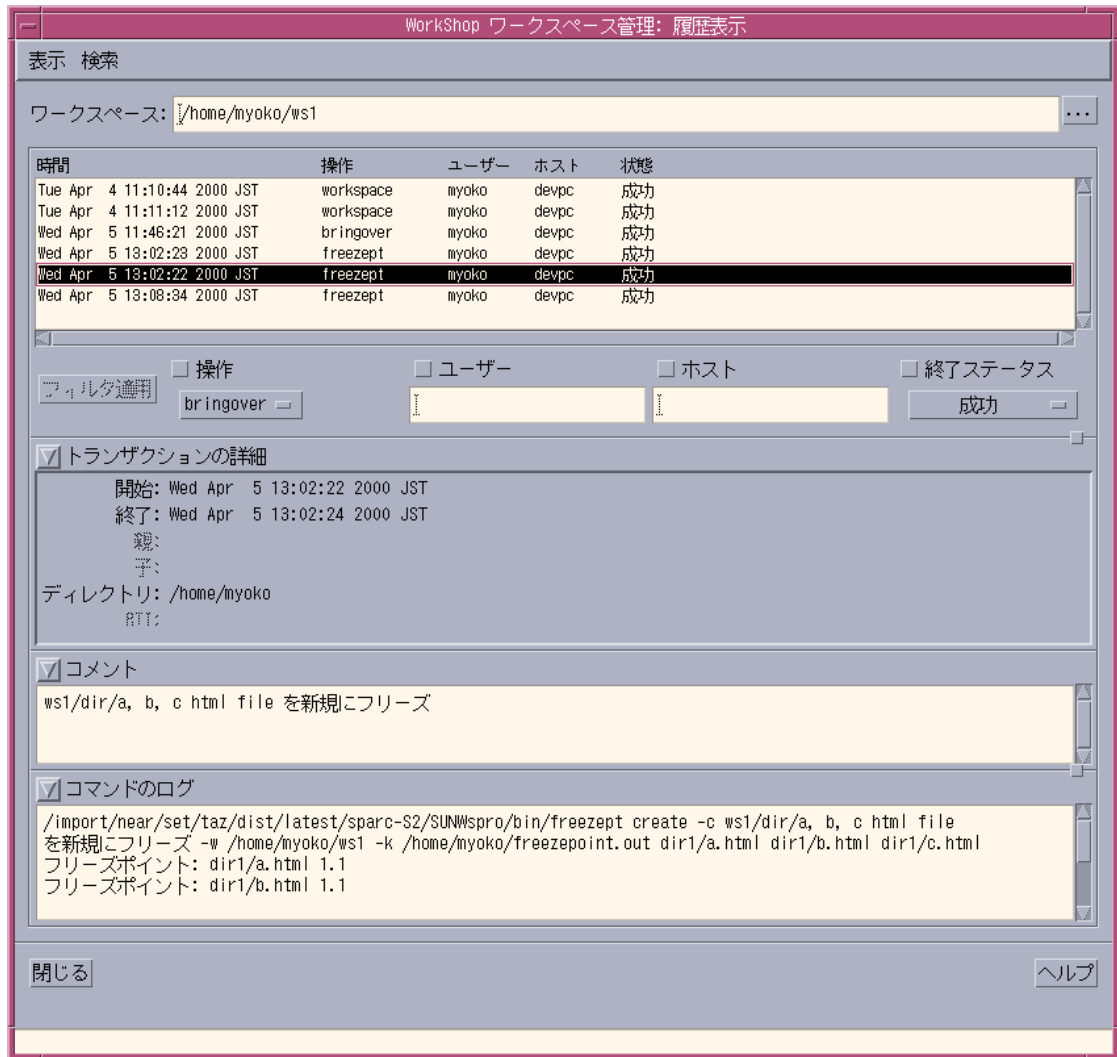 WorkShop ワークスペース管理: 履歴表示
表示 検索
ワークスペース: /home/myoko/ws1 ...
時間 操作 ユーザー ホスト 状態
Tue Apr 4 11:10:44 2000 JST workspace myoko devpc 成功
Tue Apr 4 11:11:12 2000 JST workspace myoko devpc 成功
Wed Apr 5 11:46:21 2000 JST bringover myoko devpc 成功
Wed Apr 5 13:02:23 2000 JST freezept myoko devpc 成功
Wed Apr 5 13:02:22 2000 JST freezept myoko devpc 成功
Wed Apr 5 13:08:34 2000 JST freezept myoko devpc 成功
フィルタ適用
操作 ユーザー ホスト 終了ステータス
bringover 成功
トランザクションの詳細
開始: Wed Apr 5 13:02:22 2000 JST
終了: Wed Apr 5 13:02:24 2000 JST
親:
子:
ディレクトリ: /home/myoko
RTI:
コメント
ws1/dir/a, b, c html file を新規にフリーズ
コマンドのログ
/import/near/set/taz/dist/latest/sparc-S2/SUNWspro/bin/freezept create -c ws1/dir/a, b, c html file
を新規にフリーズ -w /home/myoko/ws1 -k /home/myoko/freezepoint.out dir1/a.html dir1/b.html dir1/c.html
フリーズポイント: dir1/a.html 1.1
フリーズポイント: dir1/b.html 1.1
閉じる ヘルプ